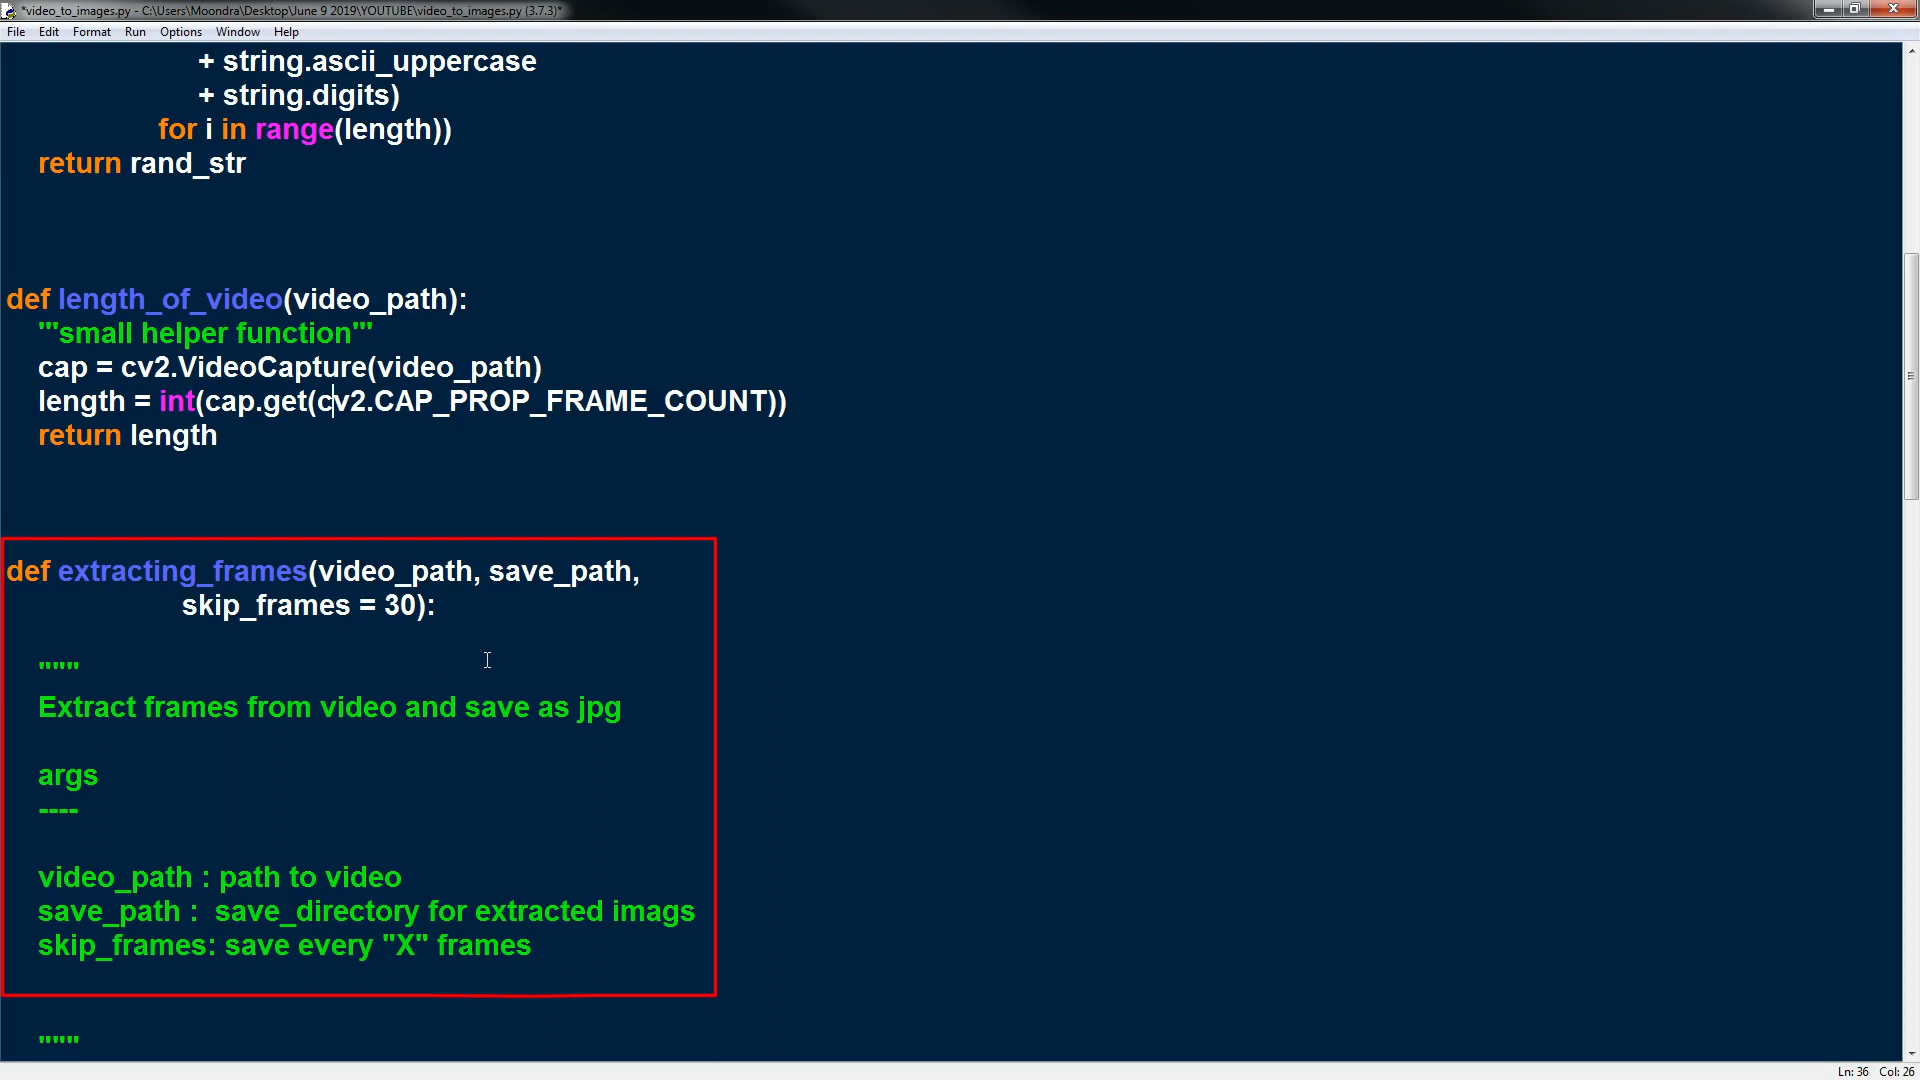 *video_to_images.py - C:\Users\Moondra\Desktop\June 9 2019\YOUTUBE\video_to_images.py (3.7.3)*
File Edit Format Run Options Window Help
+ string.ascii_uppercase
+ string.digits)
for i in range(length))
return rand_str
def length_of_video(video_path):
'''small helper function'''
cap = cv2.VideoCapture(video_path)
length = int(cap.get(cv2.CAP_PROP_FRAME_COUNT))
return length
def extracting_frames(video_path, save_path,
skip_frames = 30):
"""
Extract frames from video and save as jpg
args
----
video_path : path to video
save_path :  save_directory for extracted imags
skip_frames: save every "X" frames
"""
Ln: 36 Col: 26